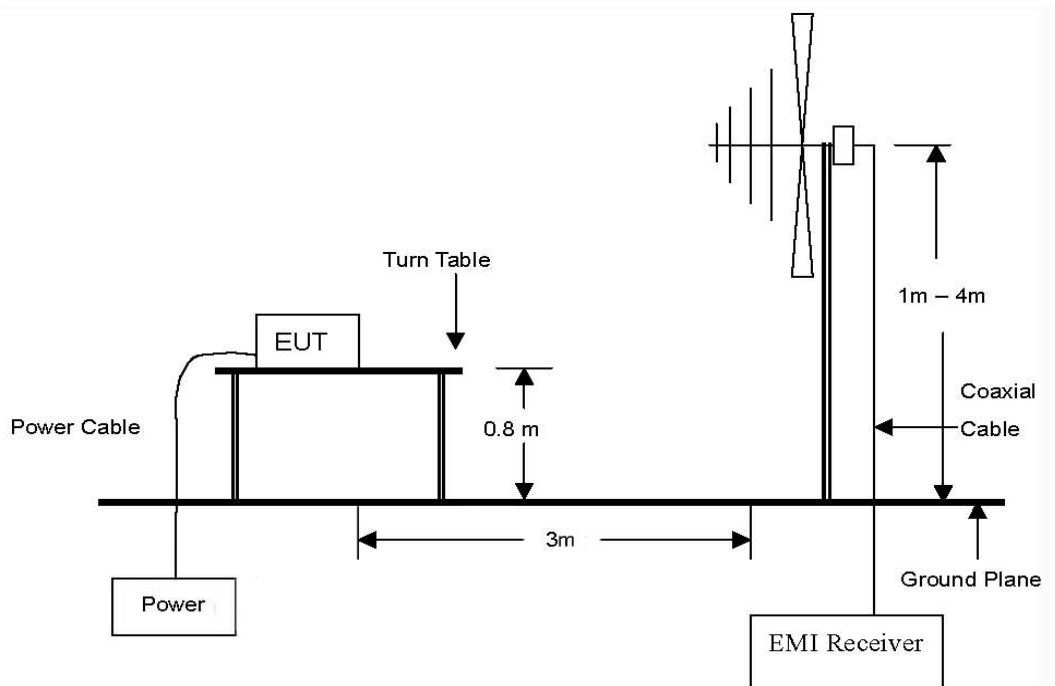 Turn Table
EUT
1m – 4m
Coaxial
Power Cable
0.8 m
Cable
3m
Ground Plane
Power
EMI Receiver